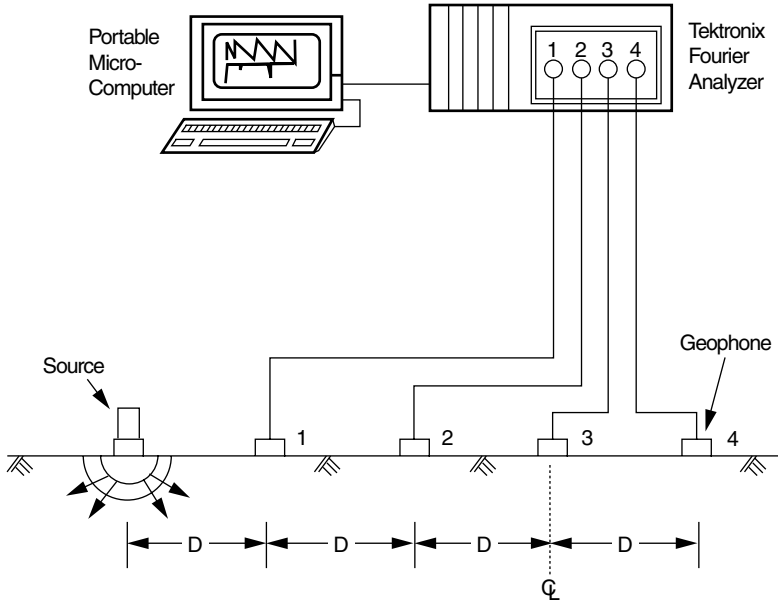 Portable
Micro-
Computer
Tektronix
Fourier
Analyzer
1 2 3 4
Source
Geophone
1 2 3 4
D D D D
℄